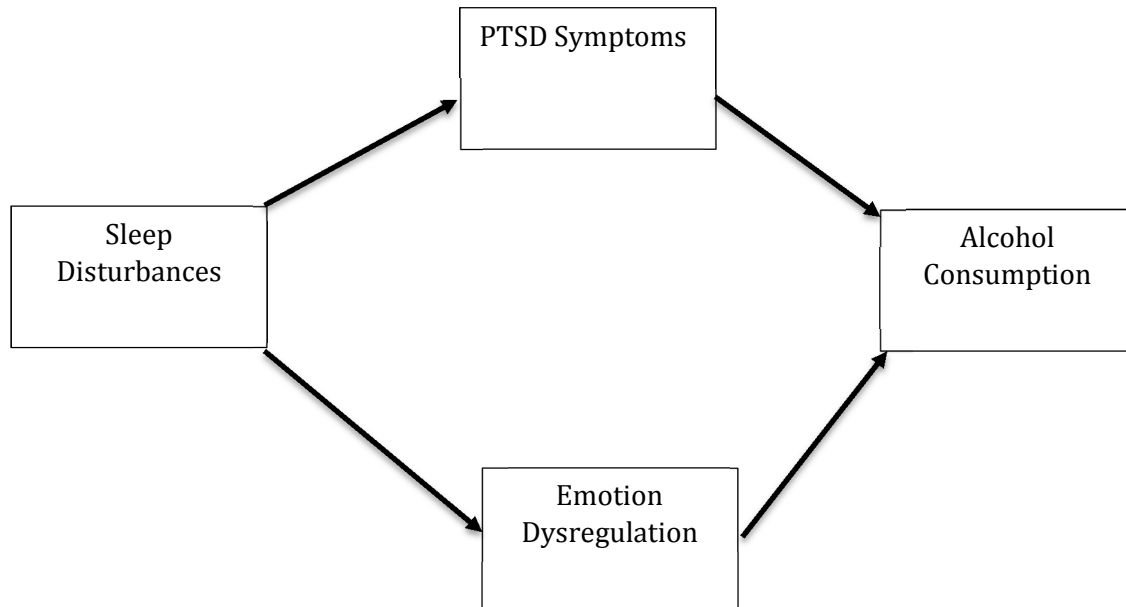 PTSD Symptoms
Sleep
Disturbances
Alcohol
Consumption
Emotion
Dysregulation